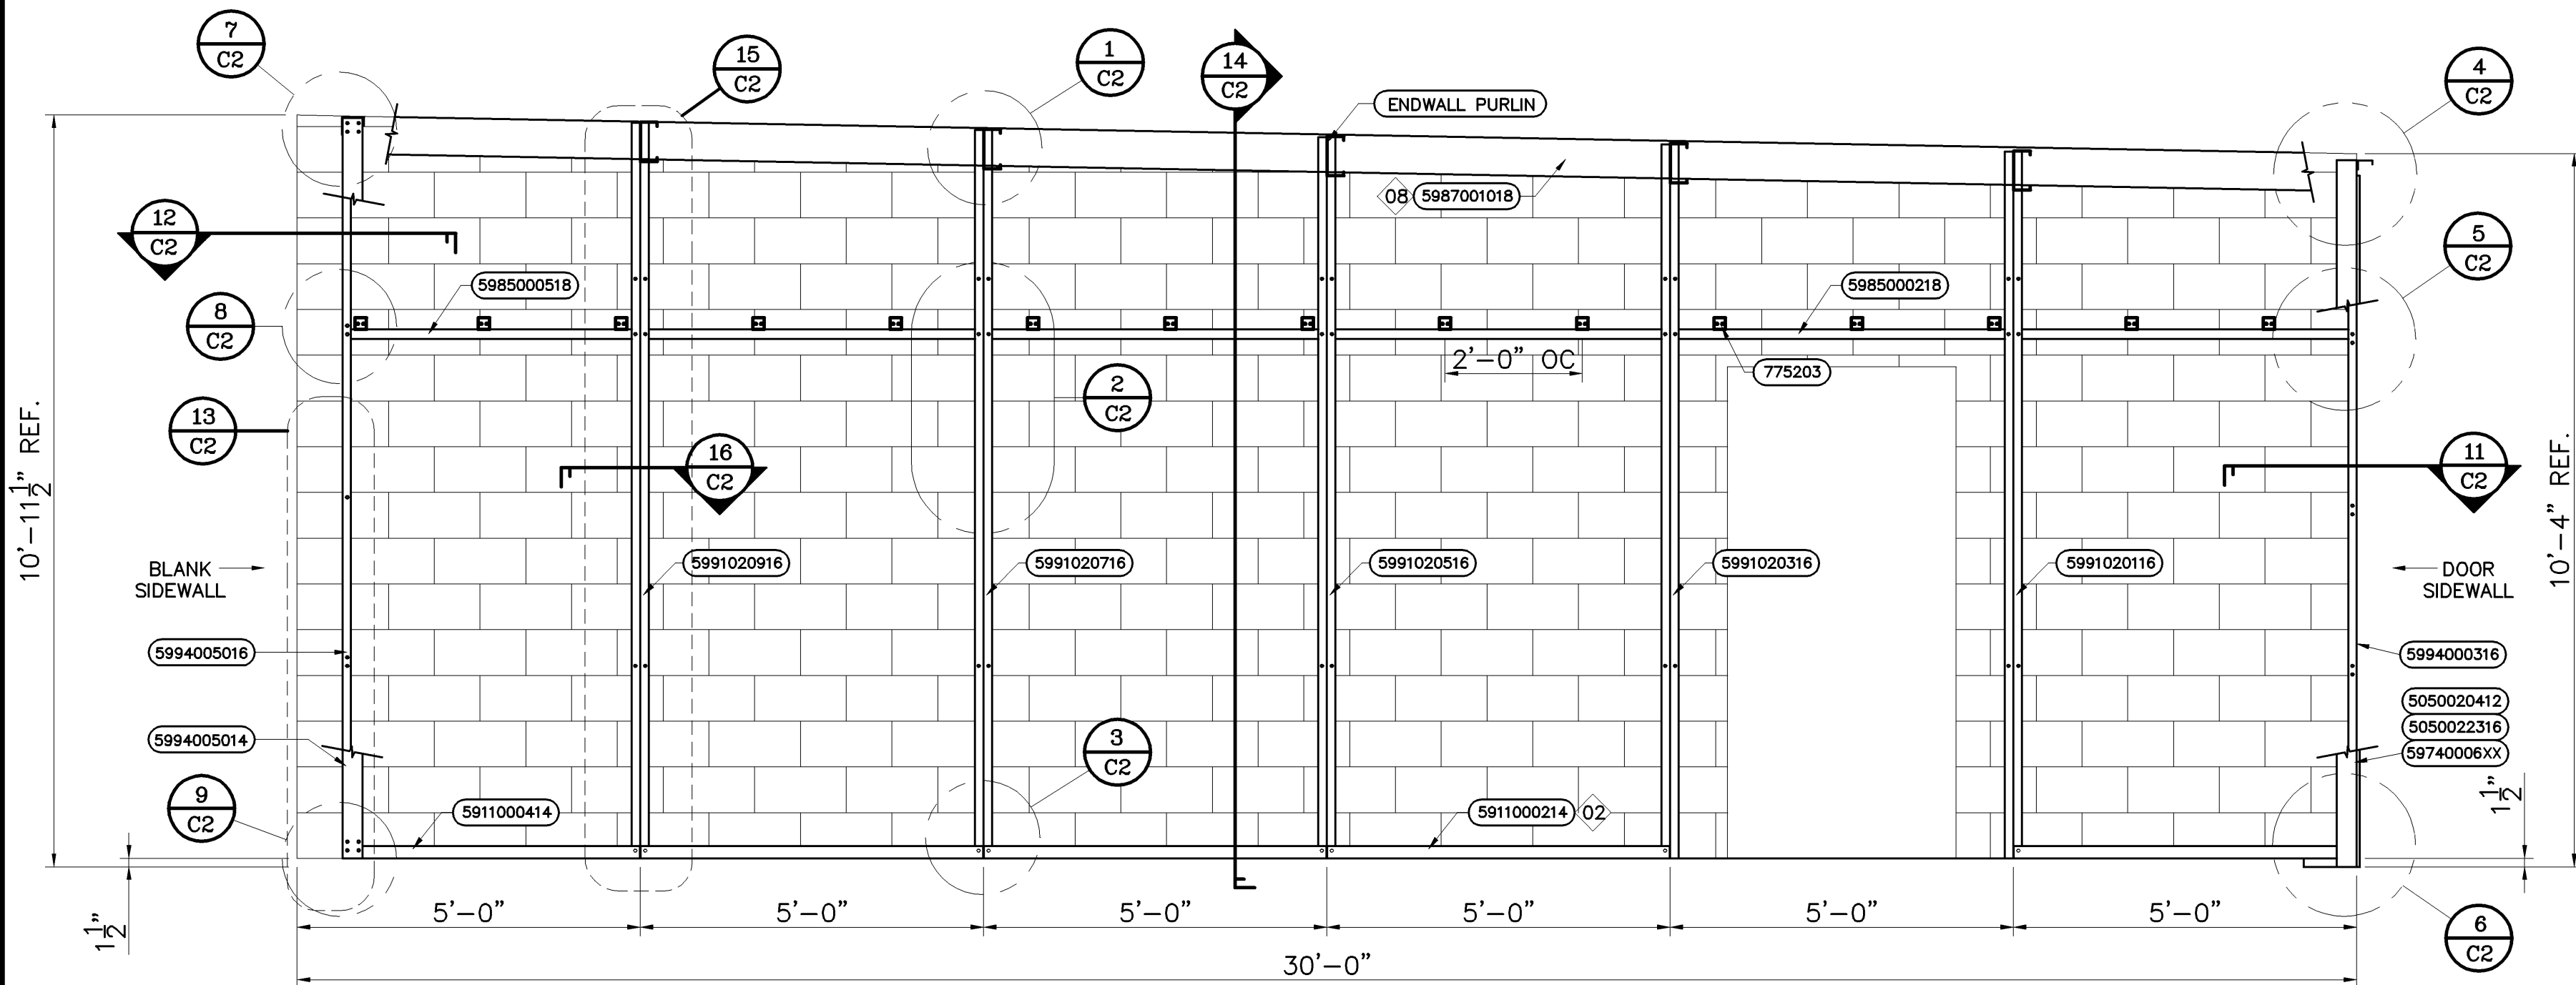 7
C2
15
C2
1
C2
14
C2
4
C2
ENDWALL PURLIN
08 5987001018
12
C2
5
C2
5985000518
5985000218
8
C2
2'-0" OC
775203
13
C2
2
C2
16
C2
11
C2
10'-11 1/2" REF.
10'-4" REF.
BLANK
SIDEWALL
5991020916
5991020716
5991020516
5991020316
5991020116
DOOR
SIDEWALL
5994005016
5994000316
5994005014
5050020412
5050022316
59740006XX
3
C2
9
C2
5911000414
5911000214 02
1 1/2"
1 1/2"
5'-0"
5'-0"
5'-0"
5'-0"
5'-0"
5'-0"
6
C2
30'-0"